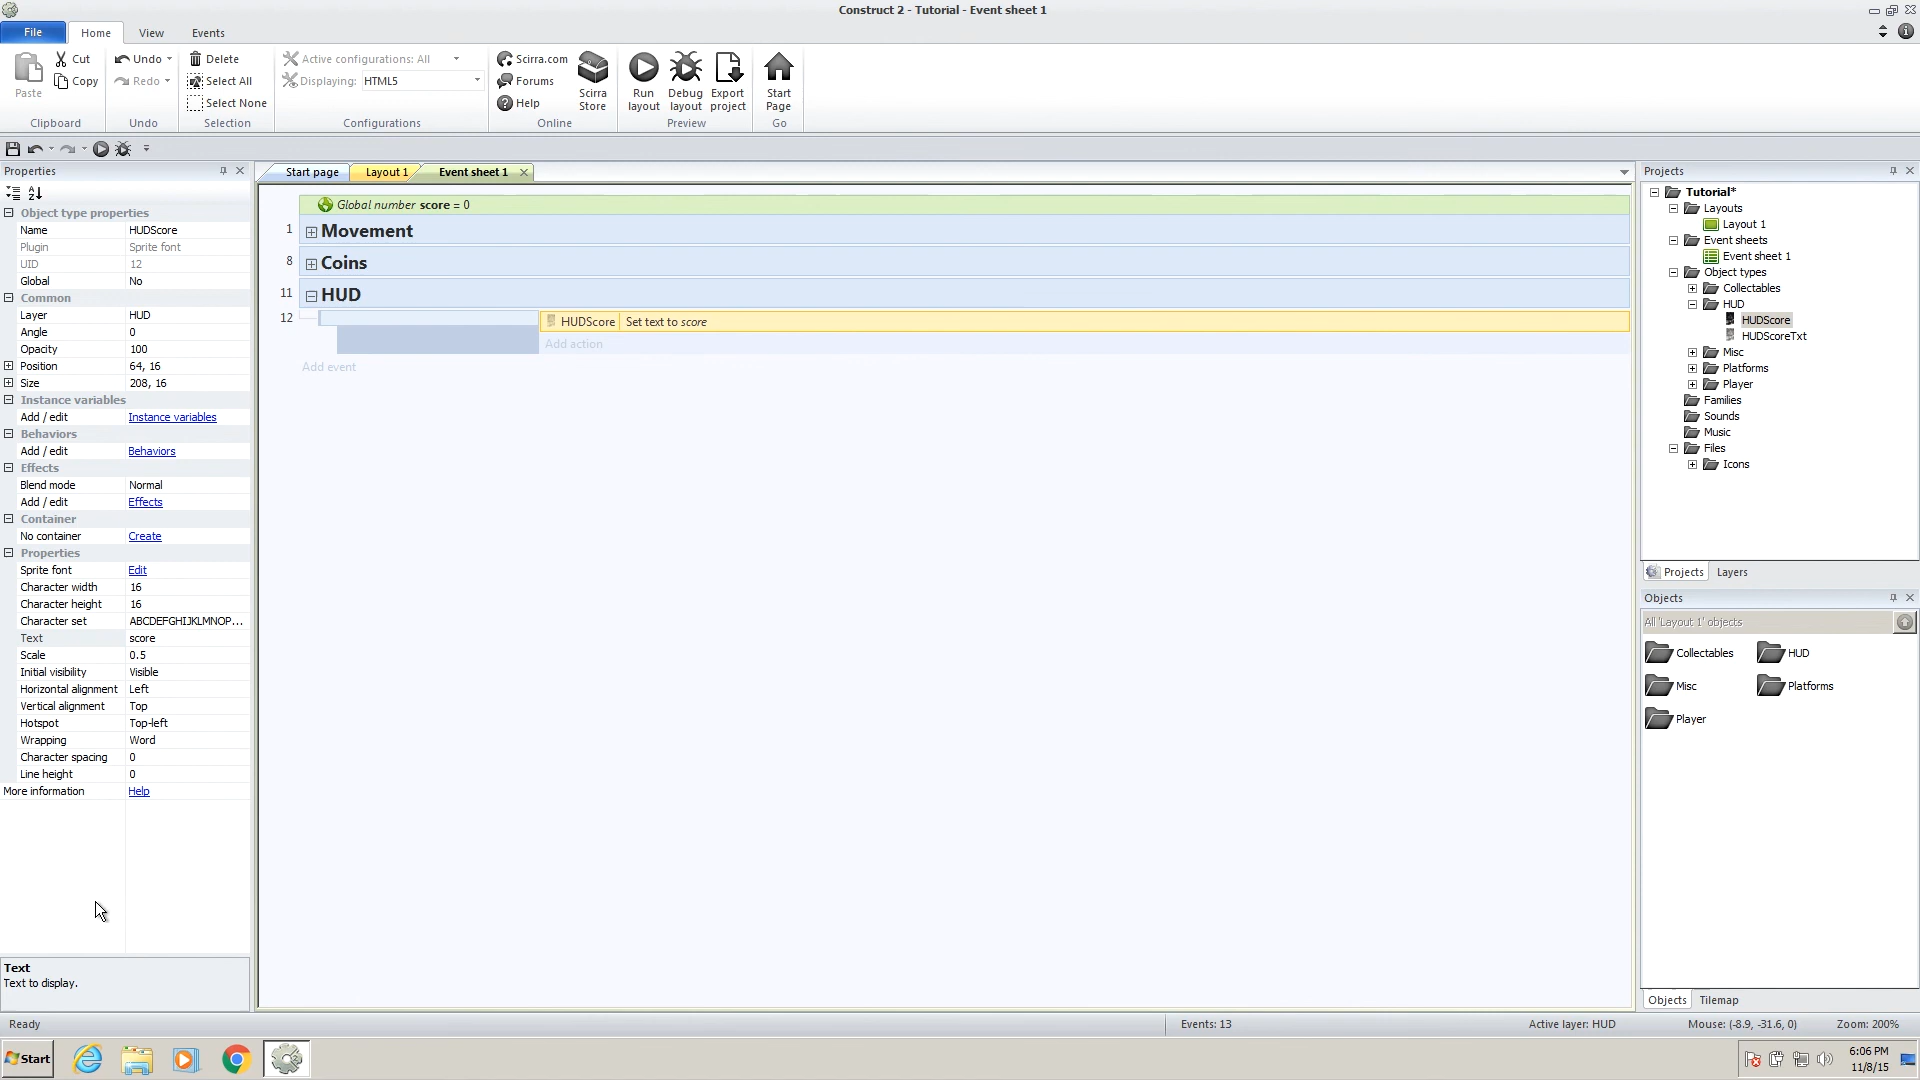 Construct 2 - Tutorial - Event sheet 1
File Home View Events
Paste Cut Copy Clipboard
Undo Redo Undo
Delete Select All Select None Selection
Active configurations: All
Displaying: HTML5
Configurations
Scirra.com Forums Help Scirra Store Online
Run layout Debug layout Export project Preview
Start Page Go
Properties
Object type properties
Name HUDScore
Plugin Sprite font
UID 12
Global No
Common
Layer HUD
Angle 0
Opacity 100
Position 64, 16
Size 208, 16
Instance variables
Add / edit Instance variables
Behaviors
Add / edit Behaviors
Effects
Blend mode Normal
Add / edit Effects
Container
No container Create
Properties
Sprite font Edit
Character width 16
Character height 16
Character set ABCDEFGHIJKLMNOP...
Text score
Scale 0.5
Initial visibility Visible
Horizontal alignment Left
Vertical alignment Top
Hotspot Top-left
Wrapping Word
Character spacing 0
Line height 0
More information Help
Text
Text to display.
Start page Layout 1 Event sheet 1
Global number score = 0
1 Movement
8 Coins
11 HUD
12 HUDScore Set text to score
Add action
Add event
Projects
Tutorial*
Layouts
Layout 1
Event sheets
Event sheet 1
Object types
Collectables
HUD
HUDScore
HUDScoreTxt
Misc
Platforms
Player
Families
Sounds
Music
Files
Icons
Projects Layers
Objects
All 'Layout 1' objects
Collectables HUD
Misc Platforms
Player
Objects Tilemap
Ready Events: 13 Active layer: HUD Mouse: (-8.9, -31.6, 0) Zoom: 200%
Start
6:06 PM
11/8/15